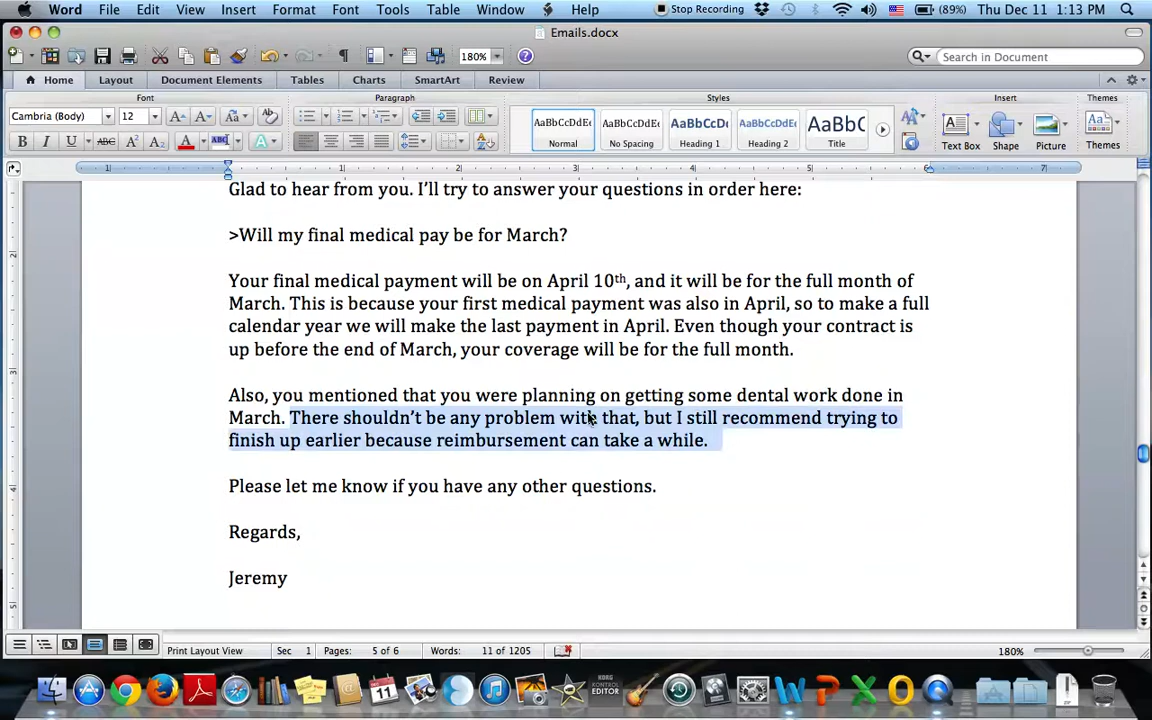 Word File Edit View Insert Format Font Tools Table Window Help Stop Recording (89%) Thu Dec 11 1:13 PM
Emails.docx
180% Search in Document
Home Layout Document Elements Tables Charts SmartArt Review
Font Paragraph Styles Insert Themes
Cambria (Body) 12
AaBbCcDdEe Normal AaBbCcDdEe No Spacing AaBbCcDc Heading 1 AaBbCcDdEe Heading 2 AaBbC Title Text Box Shape Picture Themes
Glad to hear from you. I’ll try to answer your questions in order here:
>Will my final medical pay be for March?
Your final medical payment will be on April 10th, and it will be for the full month of
March. This is because your first medical payment was also in April, so to make a full
calendar year we will make the last payment in April. Even though your contract is
up before the end of March, your coverage will be for the full month.
Also, you mentioned that you were planning on getting some dental work done in
March. There shouldn’t be any problem with that, but I still recommend trying to
finish up earlier because reimbursement can take a while.
Please let me know if you have any other questions.
Regards,
Jeremy
Print Layout View Sec 1 Pages: 5 of 6 Words: 11 of 1205 180%